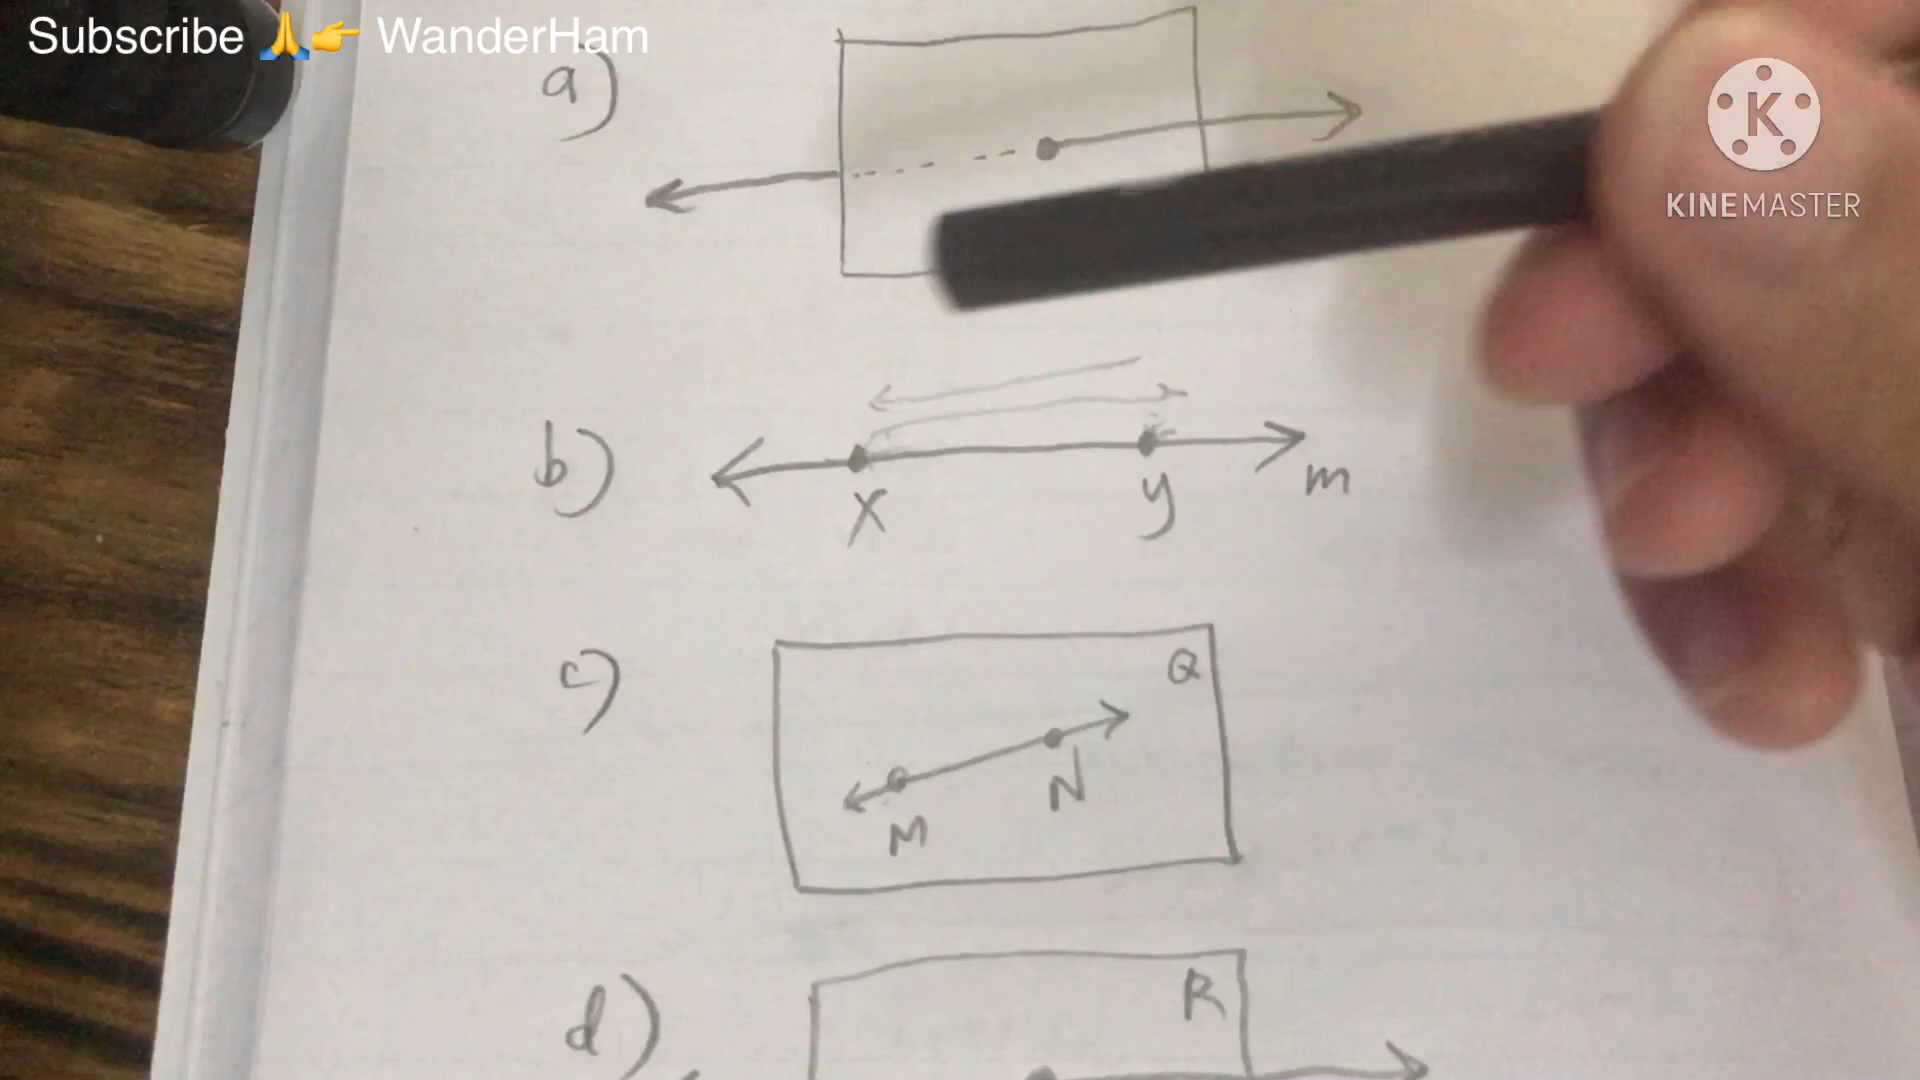 Subscribe 🙏👉 WanderHam
K
KINEMASTER
a)
b)
X
y
m
c)
Q
M
N
d)
R